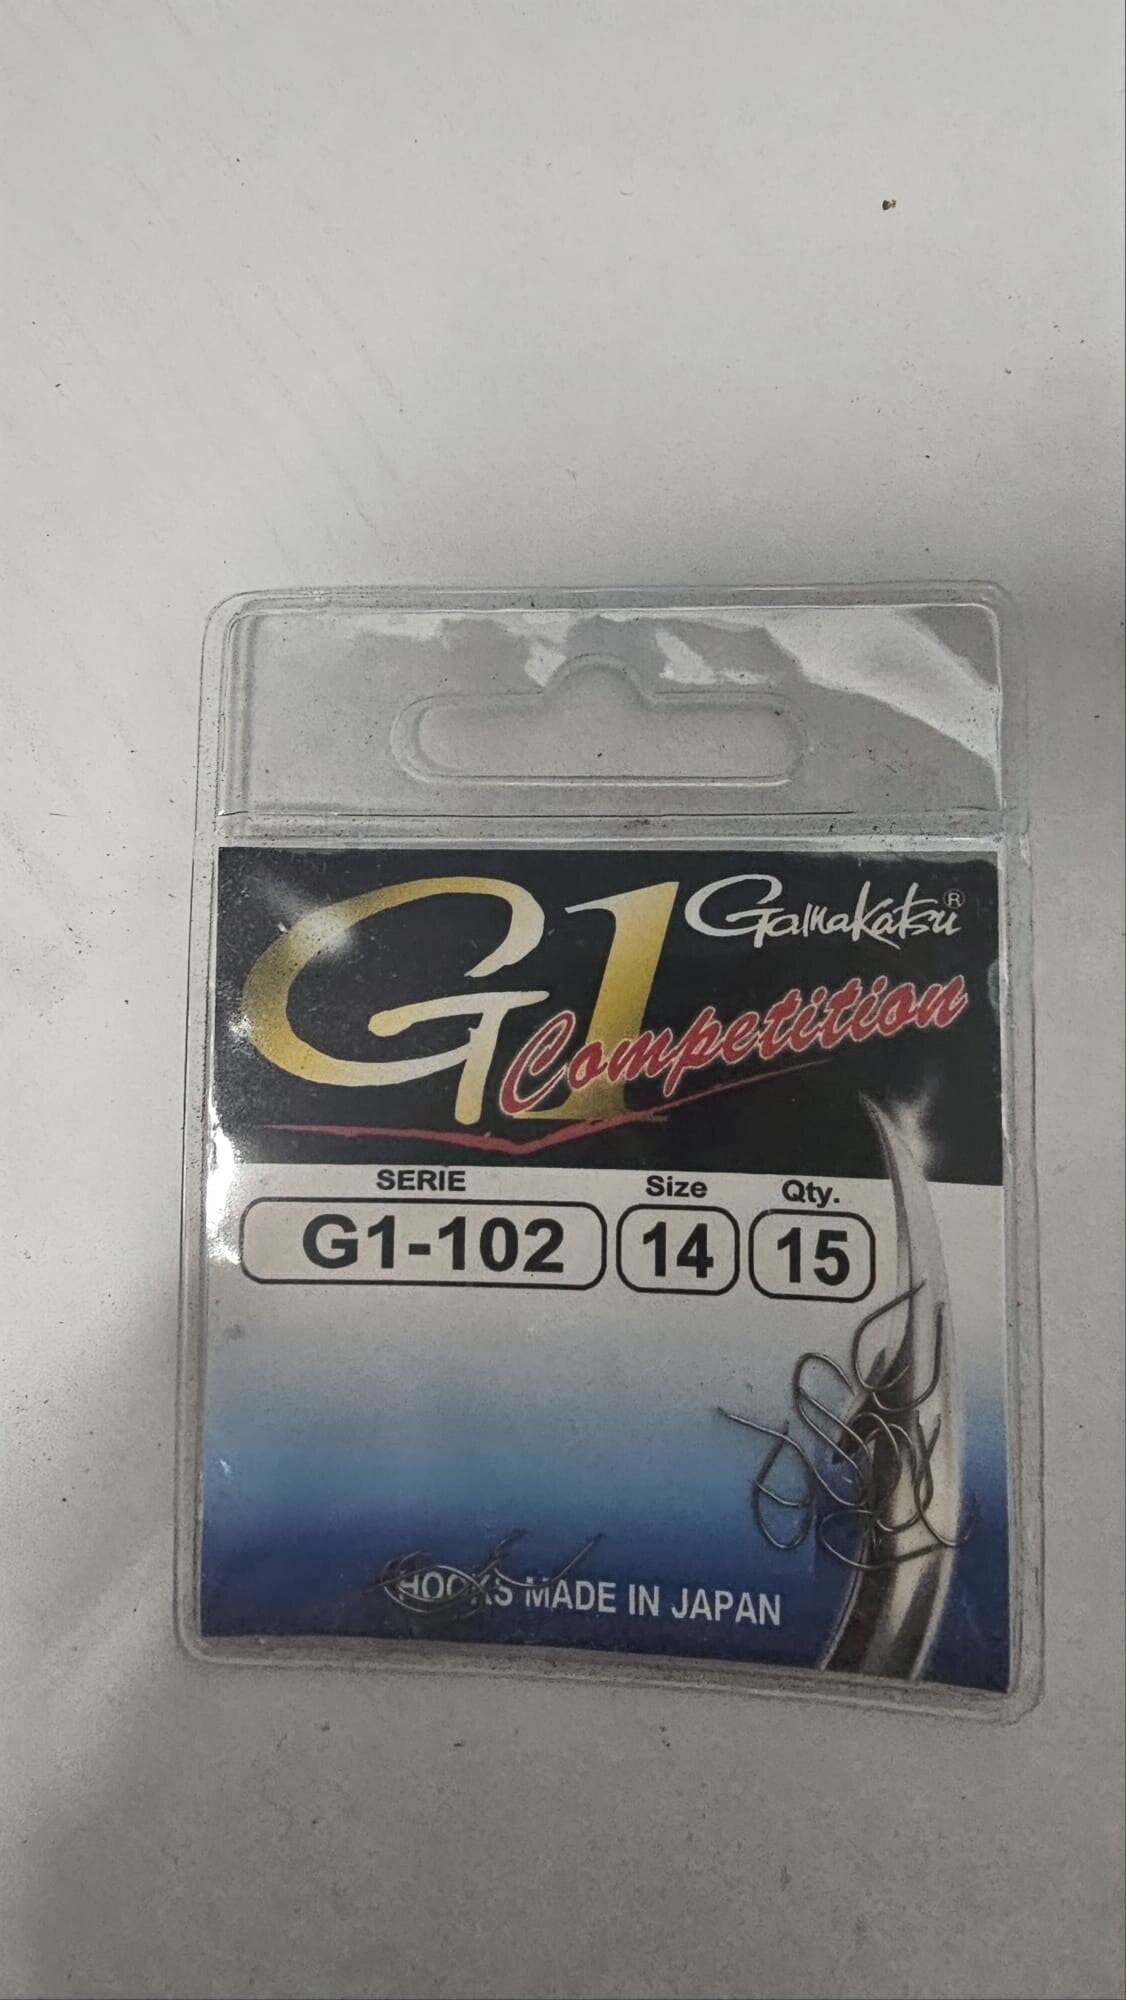 G1 Gamakatsu®
Competition
SERIE Size Qty.
G1-102 14 15
HOOKS MADE IN JAPAN